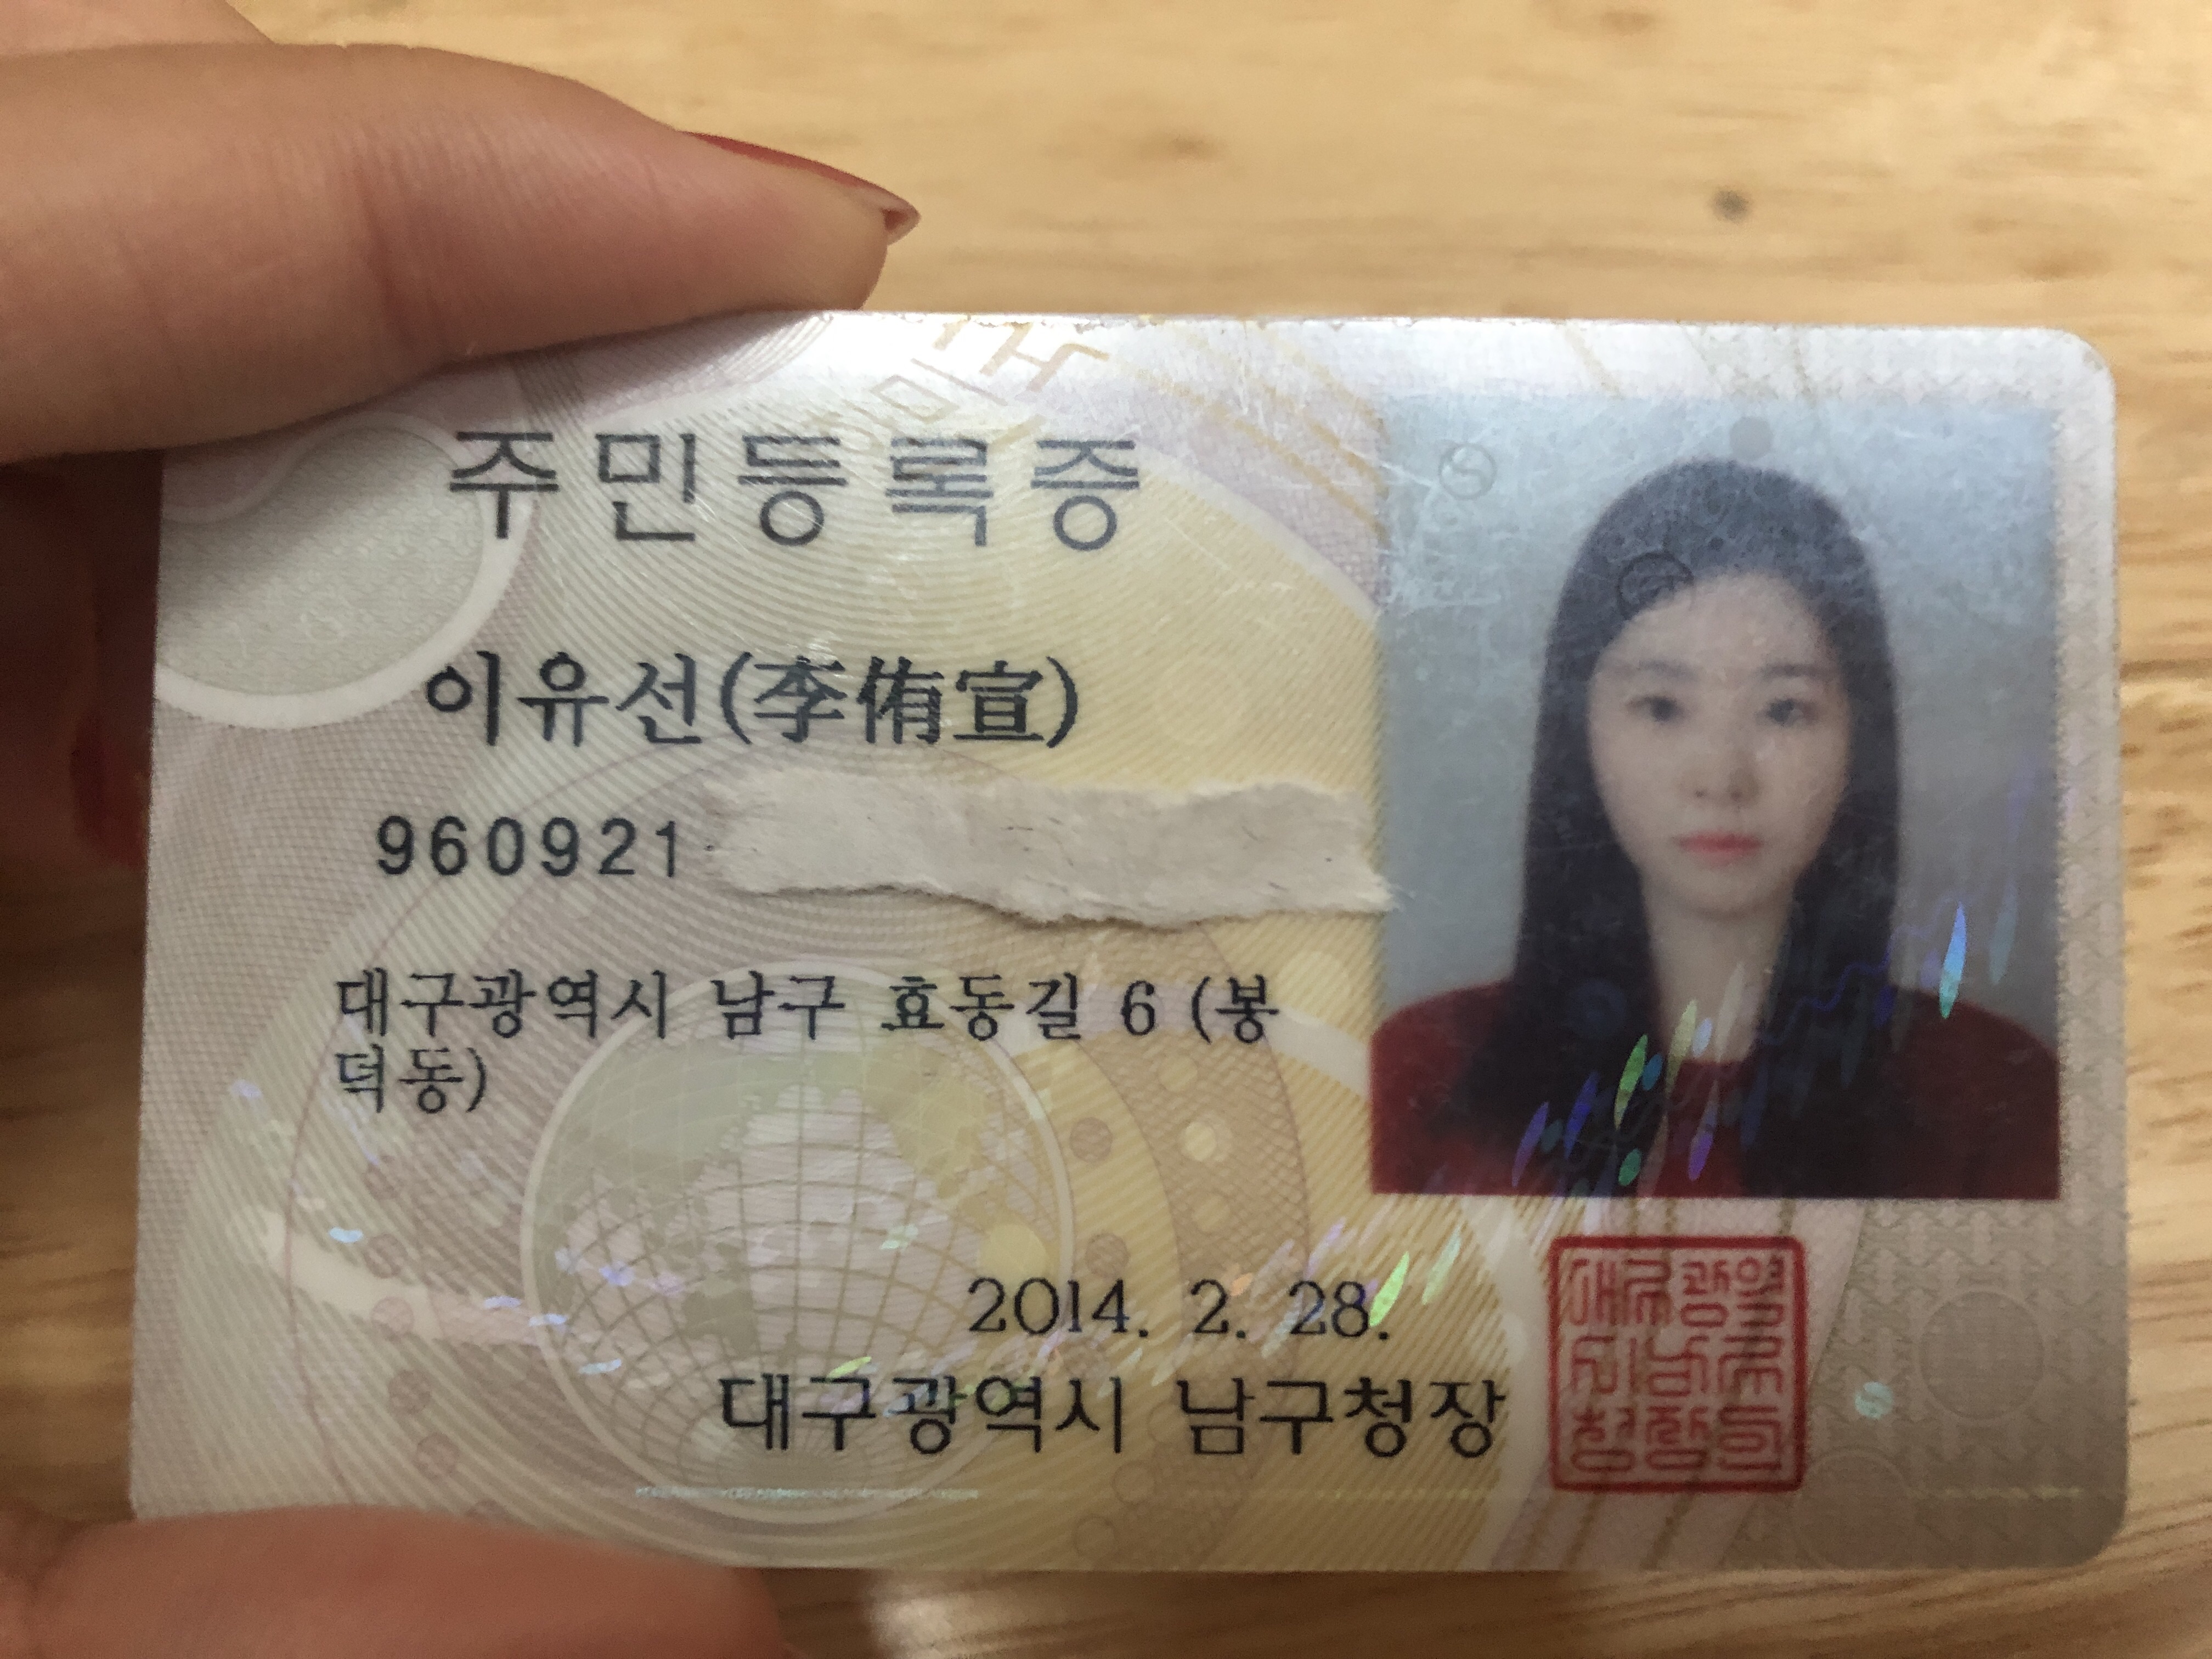 주민등록증
이유선(李侑宣)
960921
대구광역시 남구 효동길 6 (봉
덕동)
2014. 2. 28.
대구광역시 남구청장